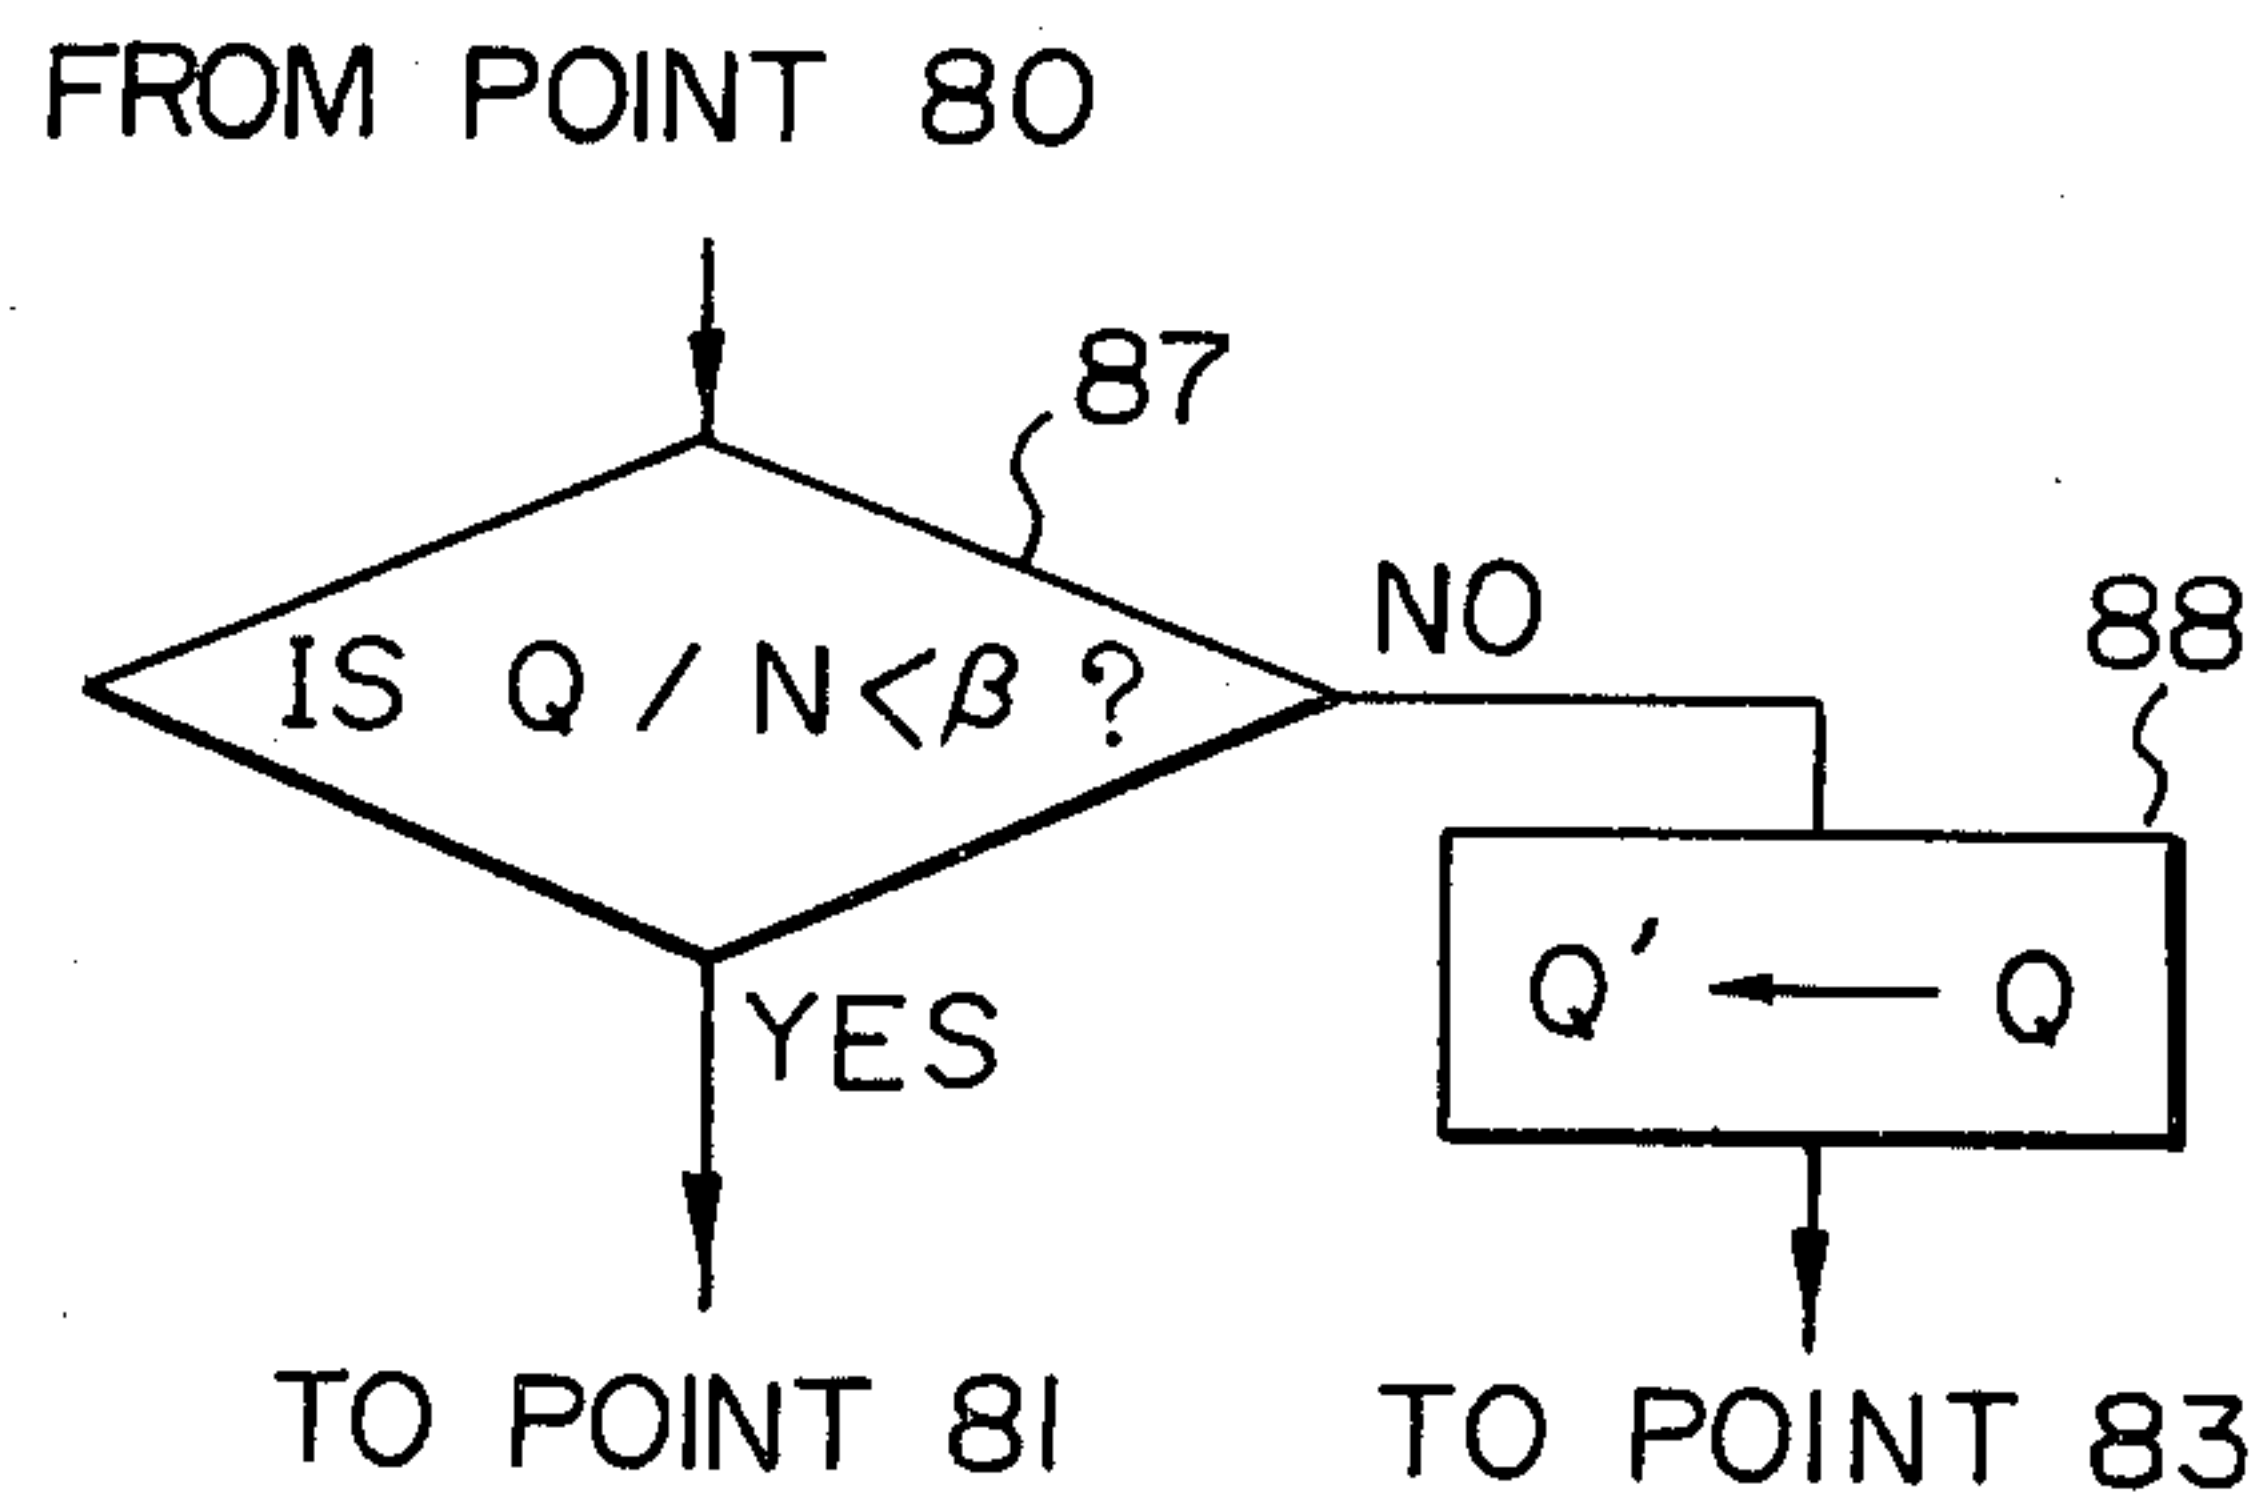 FROM POINT 80
87
IS Q / N<β ?
NO
88
Q′ ← Q
YES
TO POINT 81
TO POINT 83